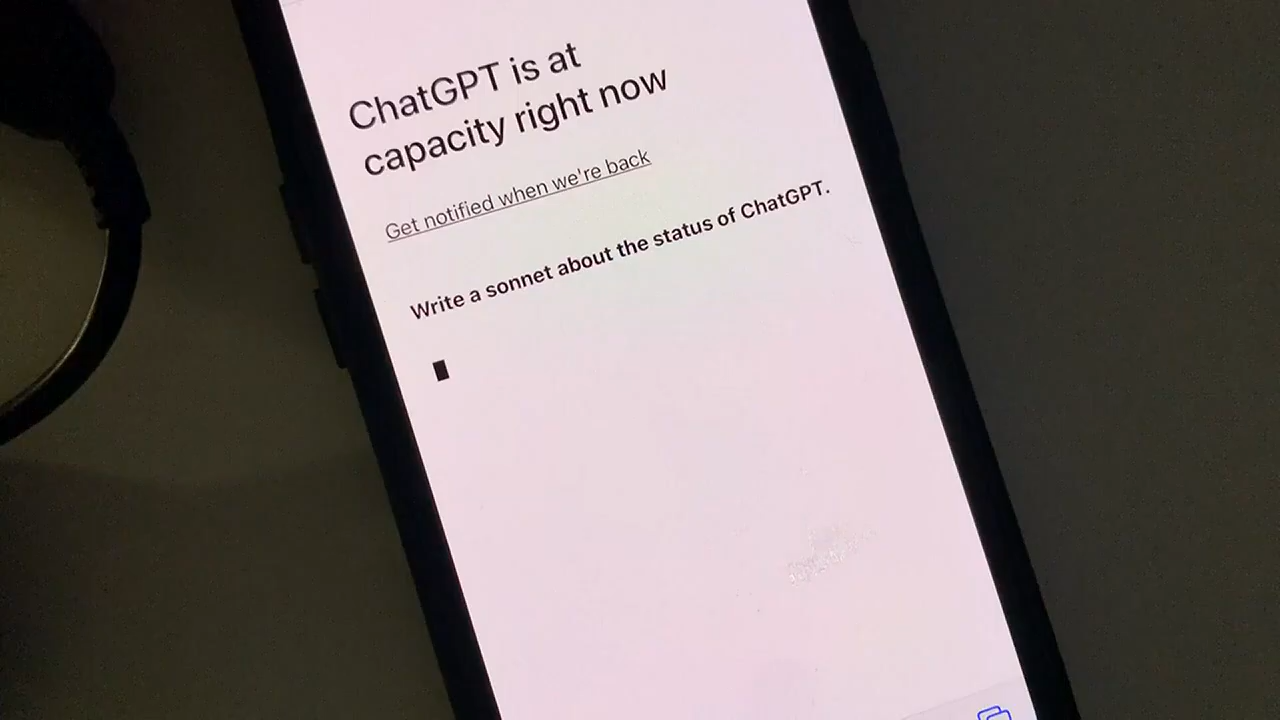 ChatGPT is at
capacity right now
Get notified when we're back
Write a sonnet about the status of ChatGPT.